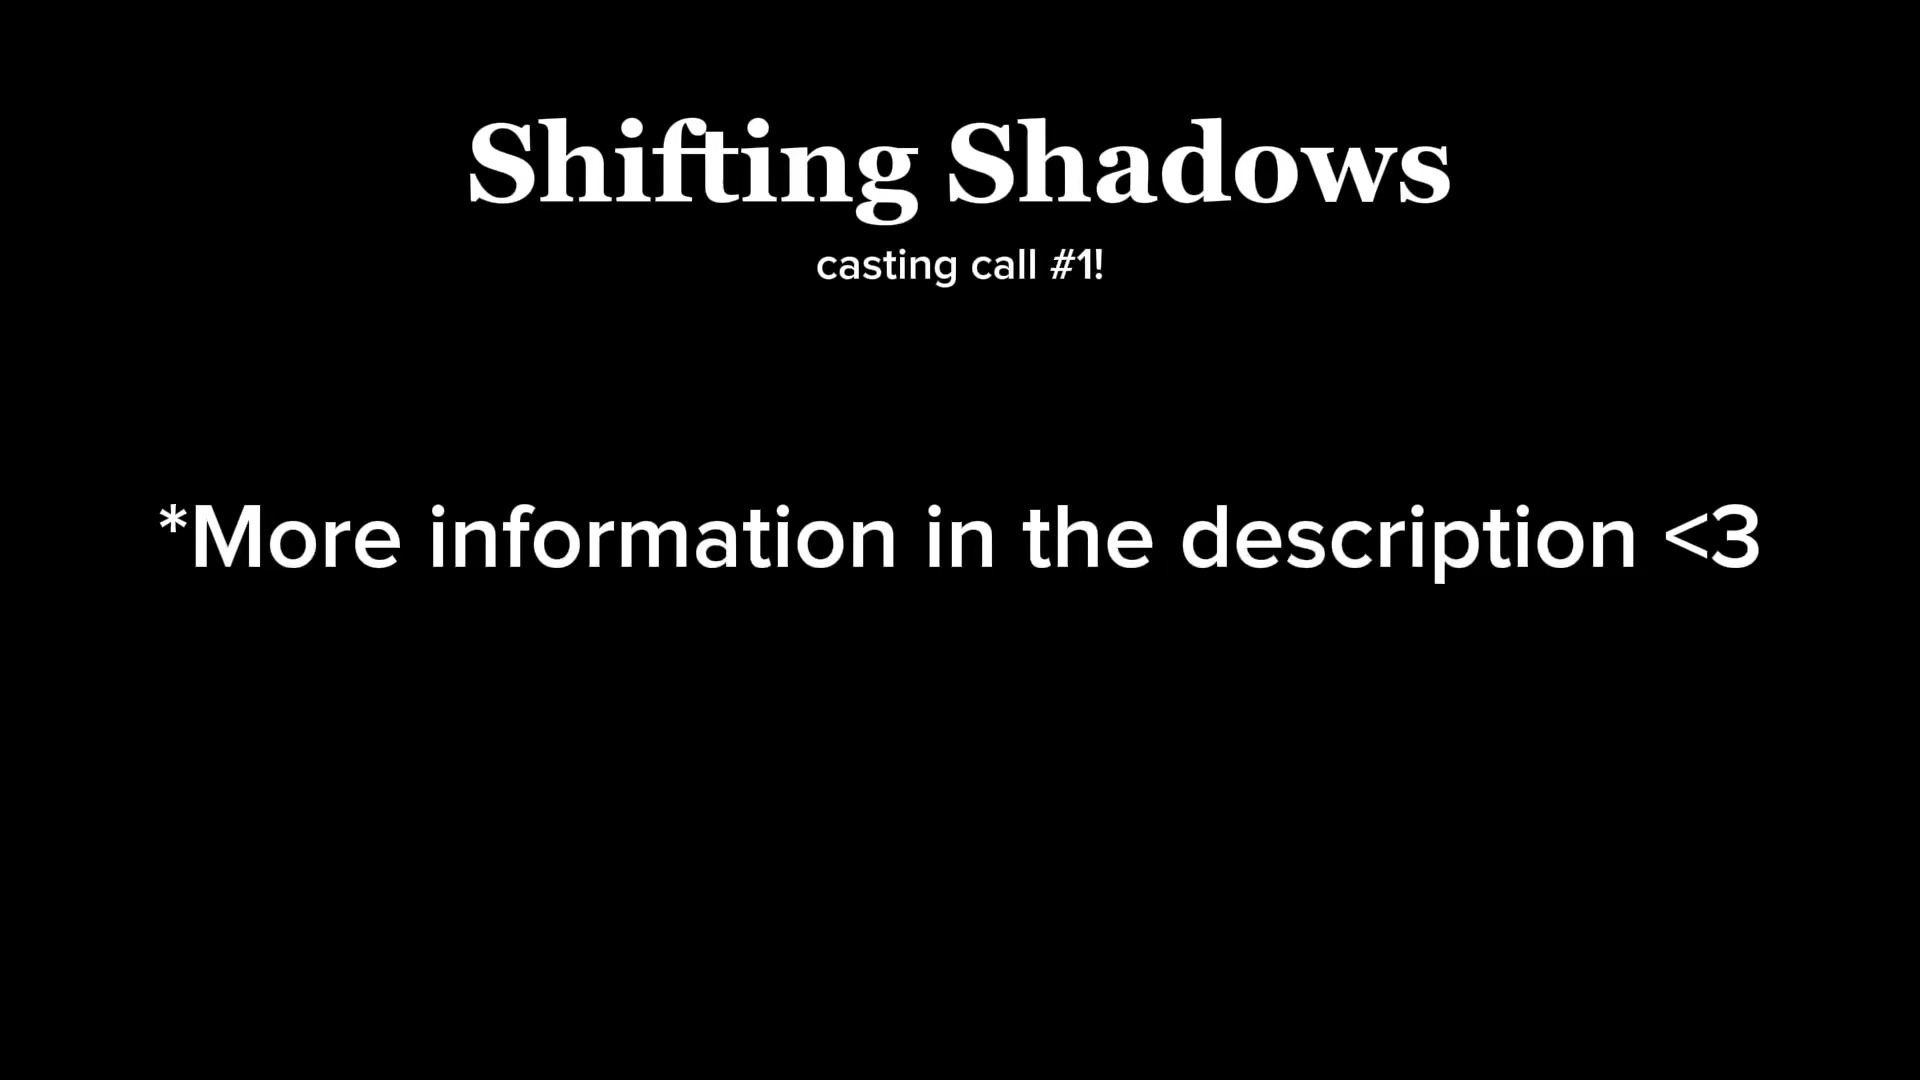 Shifting Shadows
casting call #1!
*More information in the description <3